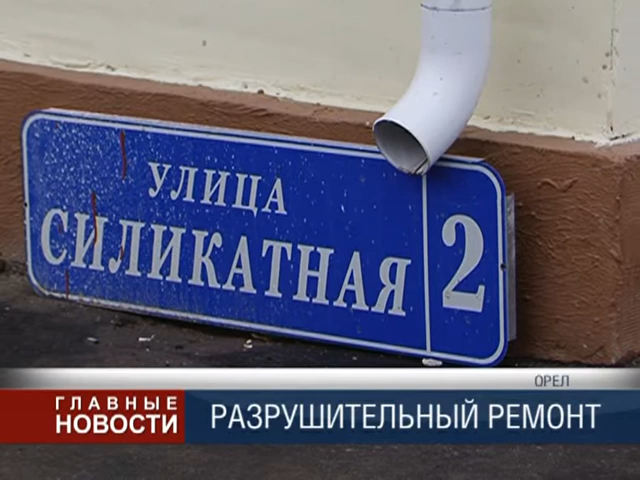 УЛИЦА
СИЛИКАТНАЯ
2
ОРЕЛ
ГЛАВНЫЕ
НОВОСТИ
РАЗРУШИТЕЛЬНЫЙ РЕМОНТ